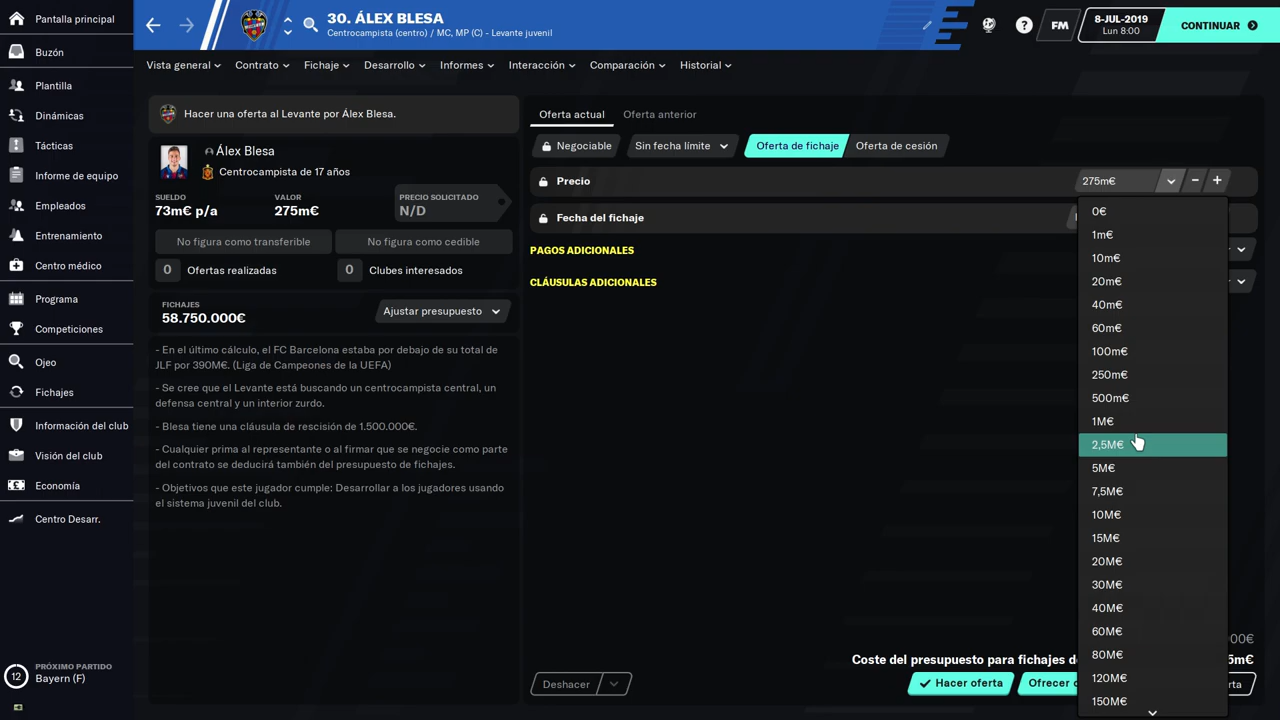 Pantalla principal
Buzón
Plantilla
Dinámicas
Tácticas
Informe de equipo
Empleados
Entrenamiento
Centro médico
Programa
Competiciones
Ojeo
Fichajes
Información del club
Visión del club
Economía
Centro Desarr.
12
PRÓXIMO PARTIDO
Bayern (F)
30. ÁLEX BLESA
Centrocampista (centro) / MC, MP (C) - Levante juvenil
FM
8-JUL-2019
Lun 8:00
CONTINUAR
Vista general
Contrato
Fichaje
Desarrollo
Informes
Interacción
Comparación
Historial
Hacer una oferta al Levante por Álex Blesa.
Álex Blesa
Centrocampista de 17 años
SUELDO
73m€ p/a
VALOR
275m€
PRECIO SOLICITADO
N/D
No figura como transferible
No figura como cedible
0 Ofertas realizadas
0 Clubes interesados
FICHAJES
58.750.000€
Ajustar presupuesto
- En el último cálculo, el FC Barcelona estaba por debajo de su total de
JLF por 390M€. (Liga de Campeones de la UEFA)
- Se cree que el Levante está buscando un centrocampista central, un
defensa central y un interior zurdo.
- Blesa tiene una cláusula de rescisión de 1.500.000€.
- Cualquier prima al representante o al firmar que se negocie como parte
del contrato se deducirá también del presupuesto de fichajes.
- Objetivos que este jugador cumple: Desarrollar a los jugadores usando
el sistema juvenil del club.
Oferta actual
Oferta anterior
Negociable
Sin fecha límite
Oferta de fichaje
Oferta de cesión
Precio
275m€
- +
Fecha del fichaje
PAGOS ADICIONALES
CLÁUSULAS ADICIONALES
0€
1m€
10m€
20m€
40m€
60m€
100m€
250m€
500m€
1M€
2,5M€
5M€
7,5M€
10M€
15M€
20M€
30M€
40M€
60M€
80M€
120M€
150M€
Coste del presupuesto para fichajes
Deshacer
Hacer oferta
Ofrecer